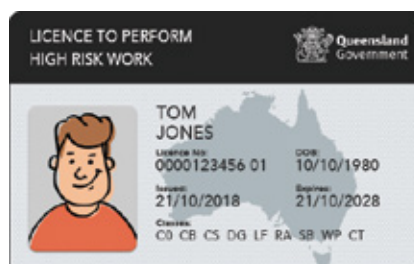 LICENCE TO PERFORM
HIGH RISK WORK
Queensland
Government
TOM
JONES
Licence No: DOB:
0000123456 01 10/10/1980
Issued: Expires:
21/10/2018 21/10/2028
Classes:
C0 CB CS DG LF RA SB WP CT